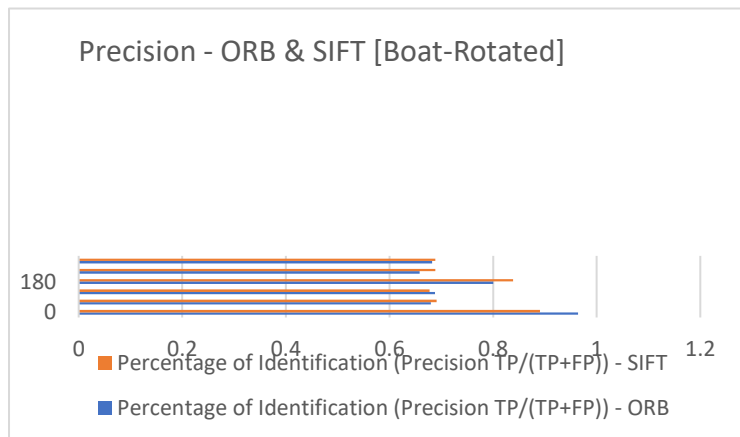 Precision - ORB & SIFT [Boat-Rotated]
180
0
0 0.2 0.4 0.6 0.8 1 1.2
Percentage of Identification (Precision TP/(TP+FP)) - SIFT
Percentage of Identification (Precision TP/(TP+FP)) - ORB